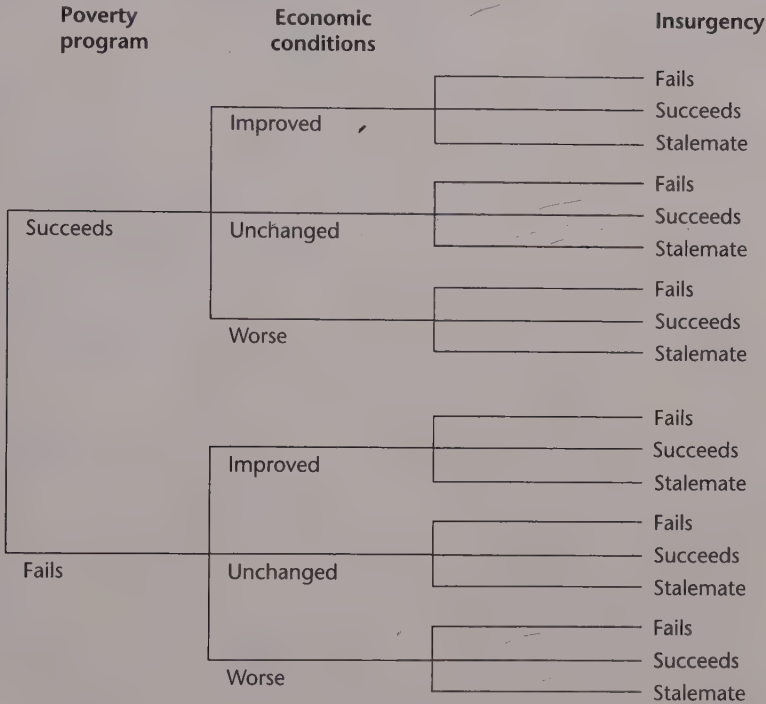 Poverty
program
Economic
conditions
Insurgency
Succeeds
Improved
Fails
Succeeds
Stalemate
Unchanged
Fails
Succeeds
Stalemate
Worse
Fails
Succeeds
Stalemate
Fails
Improved
Fails
Succeeds
Stalemate
Unchanged
Fails
Succeeds
Stalemate
Worse
Fails
Succeeds
Stalemate